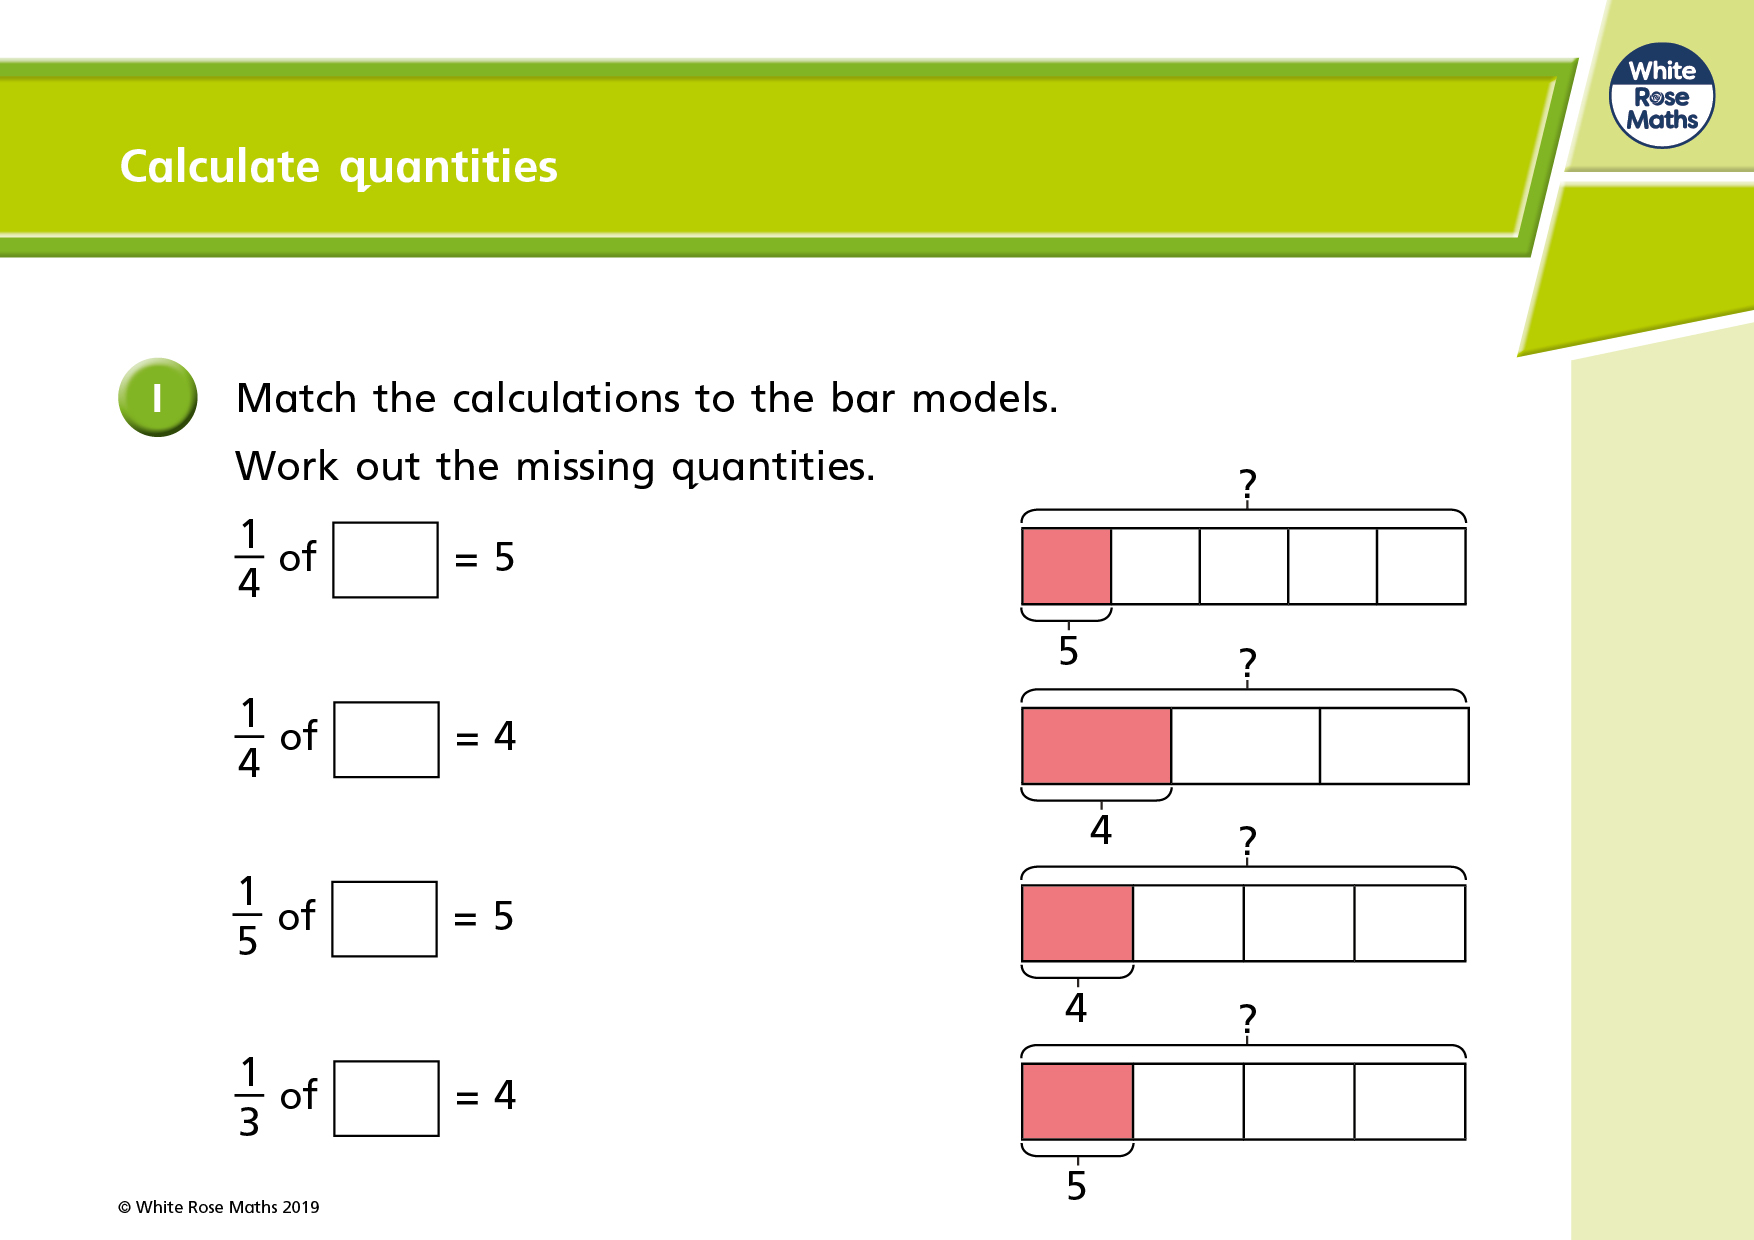 White
Rose
Maths
Calculate quantities
1 Match the calculations to the bar models.
Work out the missing quantities.
1/4 of = 5
?
5
1/4 of = 4
?
4
1/5 of = 5
?
4
1/3 of = 4
?
5
© White Rose Maths 2019